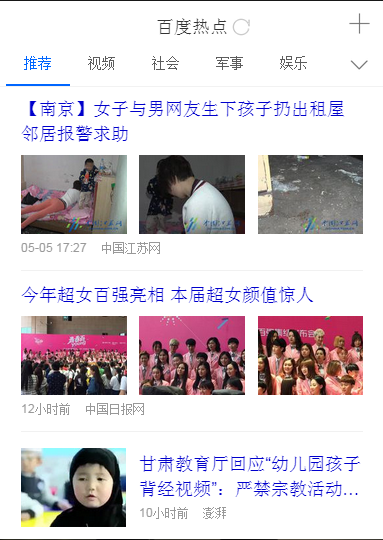 百度热点
推荐 视频 社会 军事 娱乐
【南京】女子与男网友生下孩子扔出租屋
邻居报警求助
05-05 17:27 中国江苏网
今年超女百强亮相 本届超女颜值惊人
12小时前 中国日报网
甘肃教育厅回应“幼儿园孩子
背经视频”：严禁宗教活动...
10小时前 澎湃